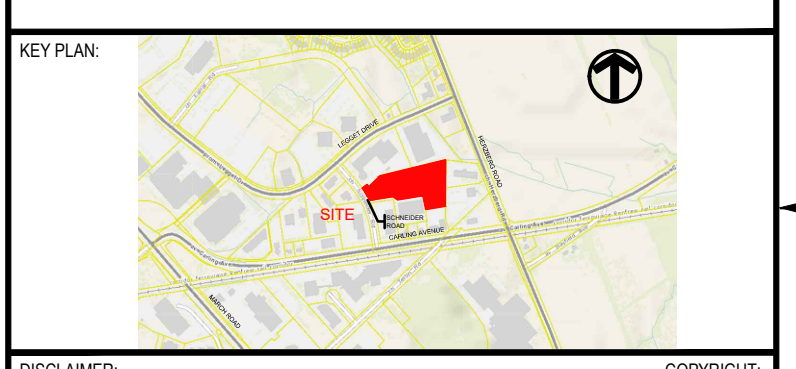 KEY PLAN:
LEGGET DRIVE
HERZBERG ROAD
SITE
SCHNEIDER
ROAD
CARLING AVENUE
MARCH ROAD
DISCLAIMER:
COPYRIGHT: